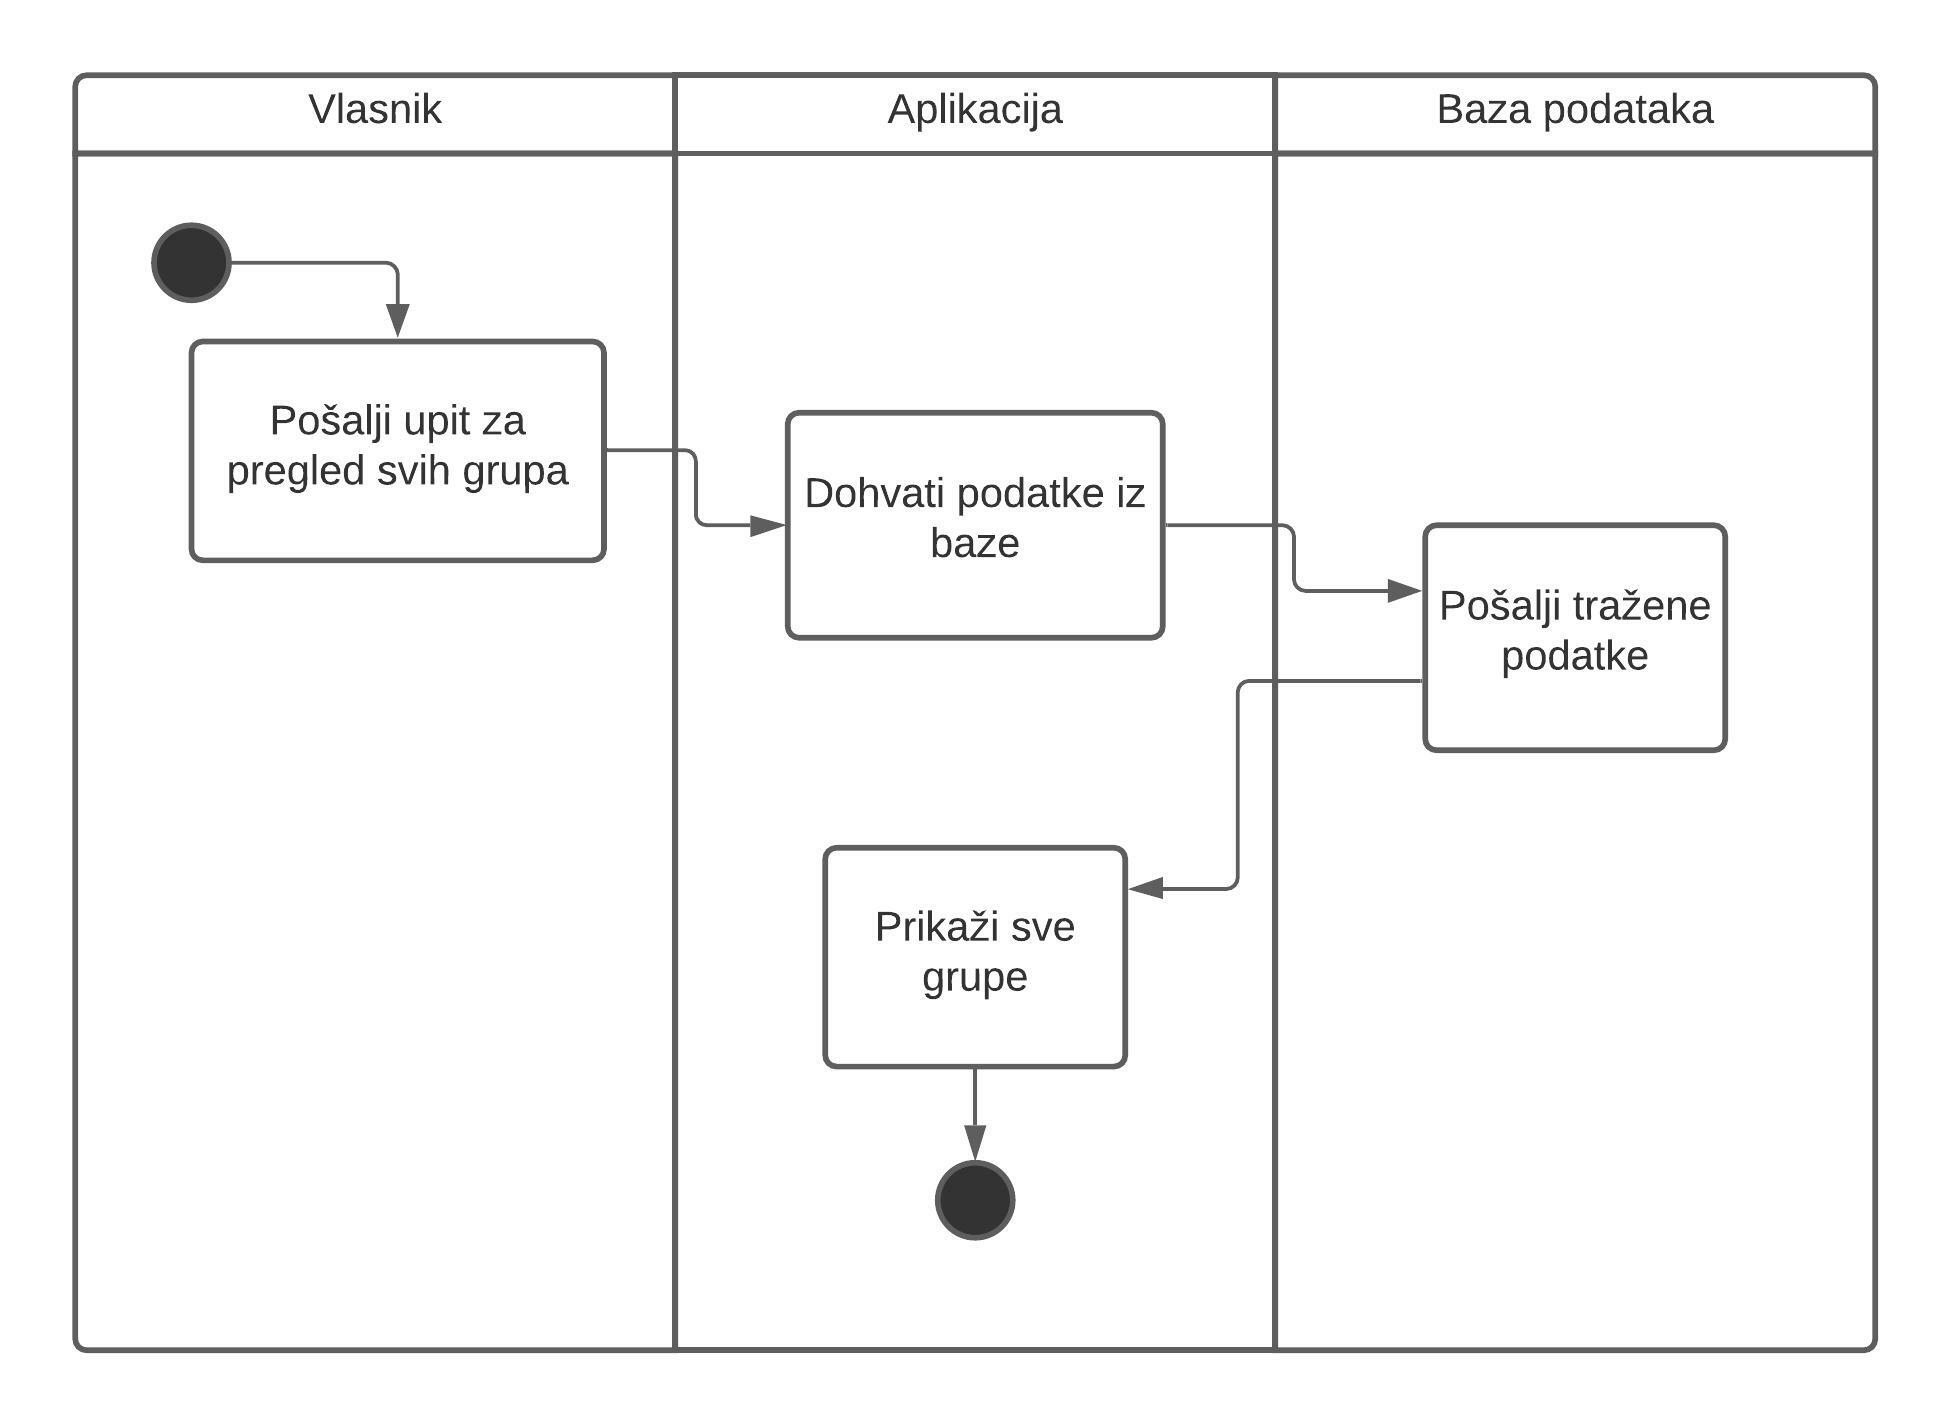 Vlasnik
Aplikacija
Baza podataka
Pošalji upit za
pregled svih grupa
Dohvati podatke iz
baze
Pošalji tražene
podatke
Prikaži sve
grupe